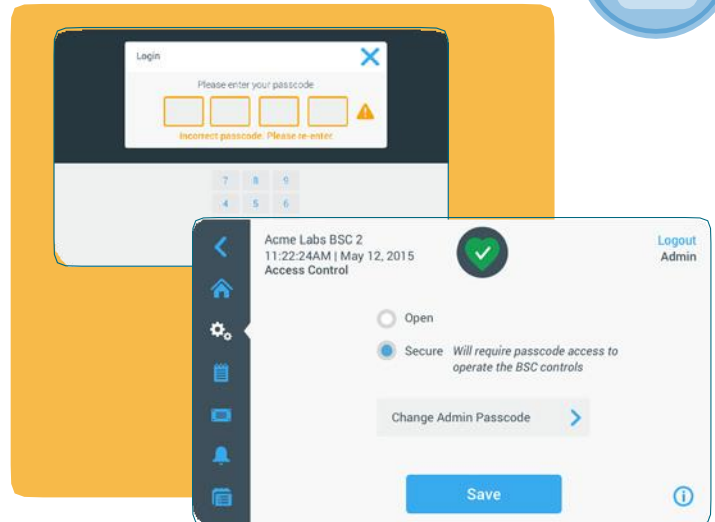 Login
Please enter your passcode
Incorrect passcode. Please re-enter
7 8 9
4 5 6
Acme Labs BSC 2
11:22:24AM | May 12, 2015
Access Control
Logout
Admin
Open
Secure Will require passcode access to
operate the BSC controls
Change Admin Passcode
Save